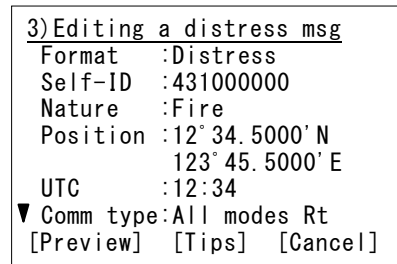 3)Editing a distress msg
Format :Distress
Self-ID :431000000
Nature :Fire
Position :12°34.5000'N
123°45.5000'E
UTC :12:34
▼ Comm type:All modes Rt
[Preview] [Tips] [Cancel]